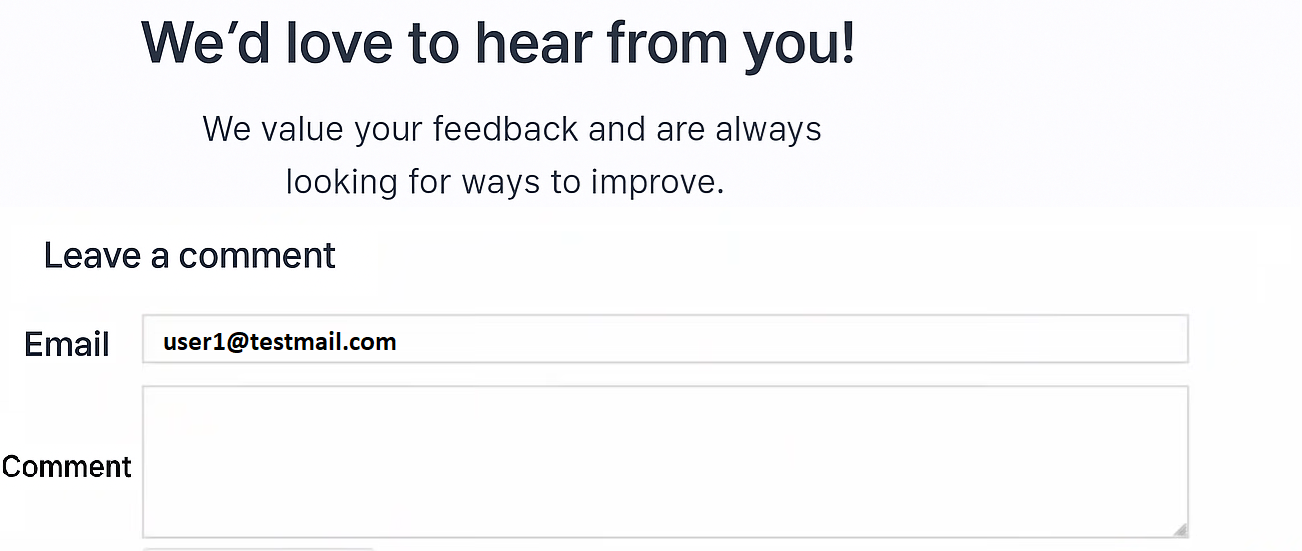 We’d love to hear from you!
We value your feedback and are always
looking for ways to improve.
Leave a comment
Email user1@testmail.com
Comment